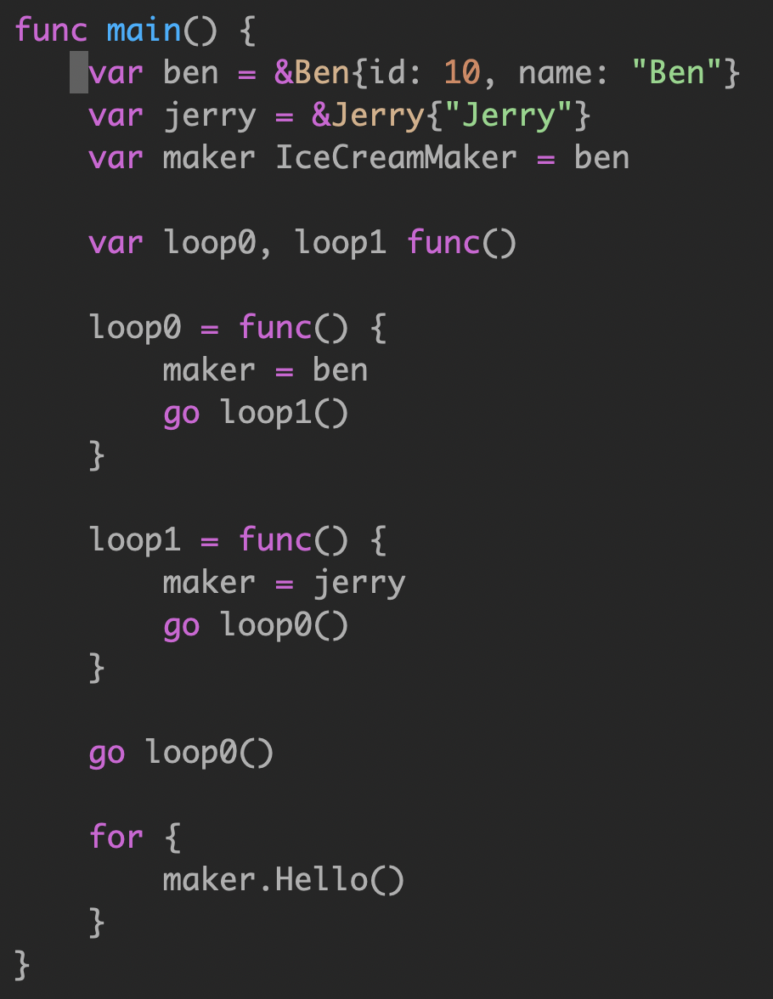 func main() {
    var ben = &Ben{id: 10, name: "Ben"}
    var jerry = &Jerry{"Jerry"}
    var maker IceCreamMaker = ben

    var loop0, loop1 func()

    loop0 = func() {
        maker = ben
        go loop1()
    }

    loop1 = func() {
        maker = jerry
        go loop0()
    }

    go loop0()

    for {
        maker.Hello()
    }
}